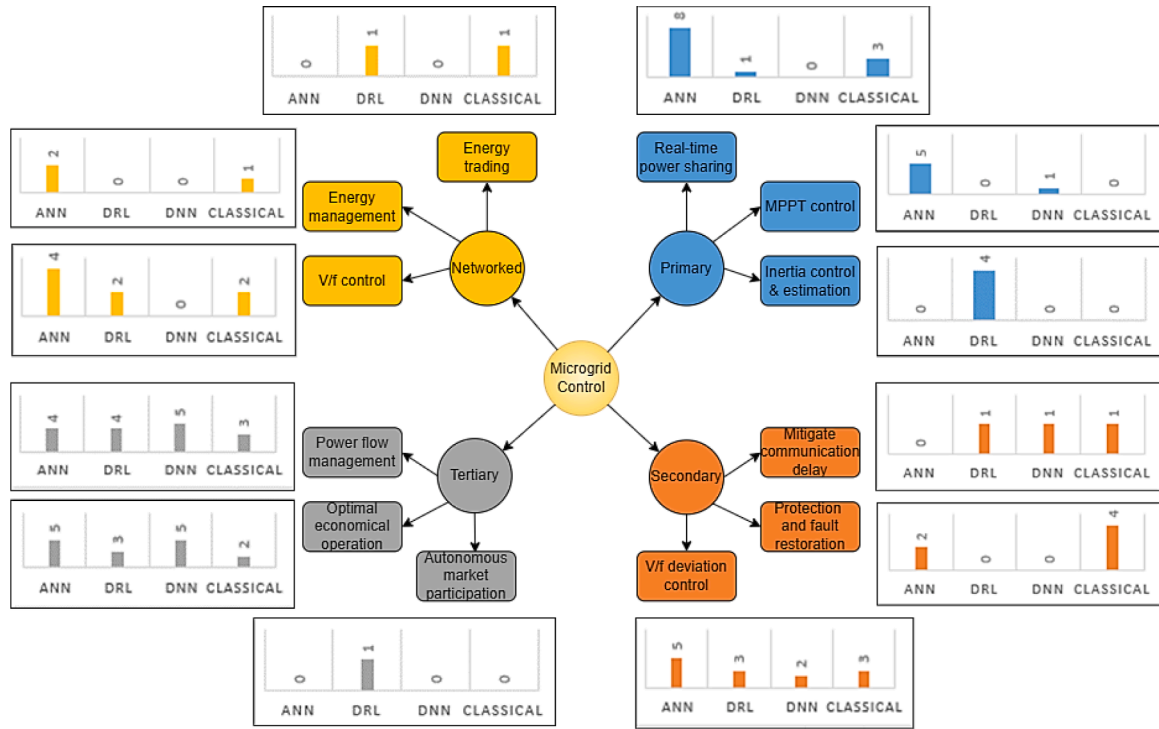 0 1 0 1
ANN DRL DNN CLASSICAL
8 1 0 3
ANN DRL DNN CLASSICAL
2 0 0 1
ANN DRL DNN CLASSICAL
Energy
trading
Energy
management
Real-time
power sharing
MPPT control
5 0 1 0
ANN DRL DNN CLASSICAL
4 2 0 2
ANN DRL DNN CLASSICAL
V/f control
Networked
Primary
Inertia control
& estimation
0 4 0 0
ANN DRL DNN CLASSICAL
Microgrid
Control
4 4 5 3
ANN DRL DNN CLASSICAL
Power flow
management
Tertiary
Secondary
Mitigate
communication
delay
0 1 1 1
ANN DRL DNN CLASSICAL
5 3 5 2
ANN DRL DNN CLASSICAL
Optimal
economical
operation
Autonomous
market
participation
V/f deviation
control
Protection
and fault
restoration
2 0 0 4
ANN DRL DNN CLASSICAL
0 1 0 0
ANN DRL DNN CLASSICAL
5 3 2 3
ANN DRL DNN CLASSICAL